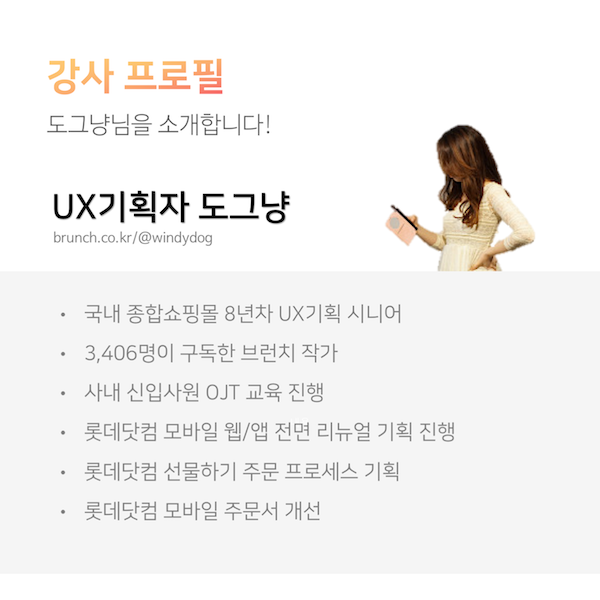 강사 프로필
도그냥님을 소개합니다!
UX기획자 도그냥
brunch.co.kr/@windydog
• 국내 종합쇼핑몰 8년차 UX기획 시니어
• 3,406명이 구독한 브런치 작가
• 사내 신입사원 OJT 교육 진행
• 롯데닷컴 모바일 웹/앱 전면 리뉴얼 기획 진행
• 롯데닷컴 선물하기 주문 프로세스 기획
• 롯데닷컴 모바일 주문서 개선